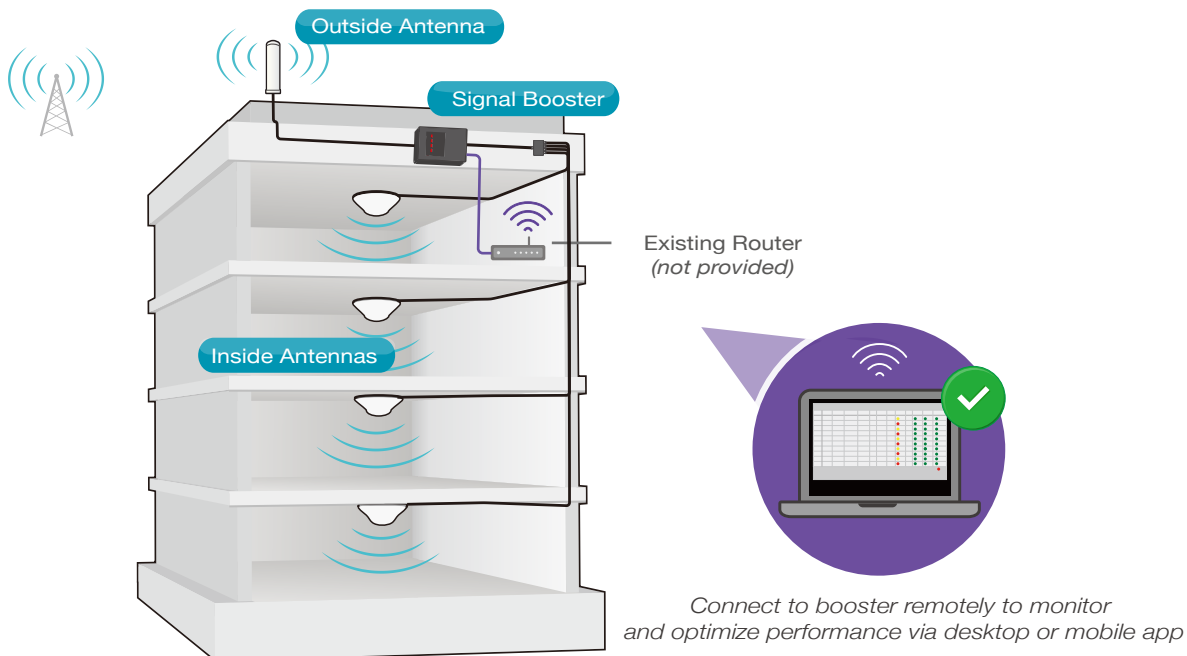 Outside Antenna
Signal Booster
Existing Router
(not provided)
Inside Antennas
Connect to booster remotely to monitor
and optimize performance via desktop or mobile app